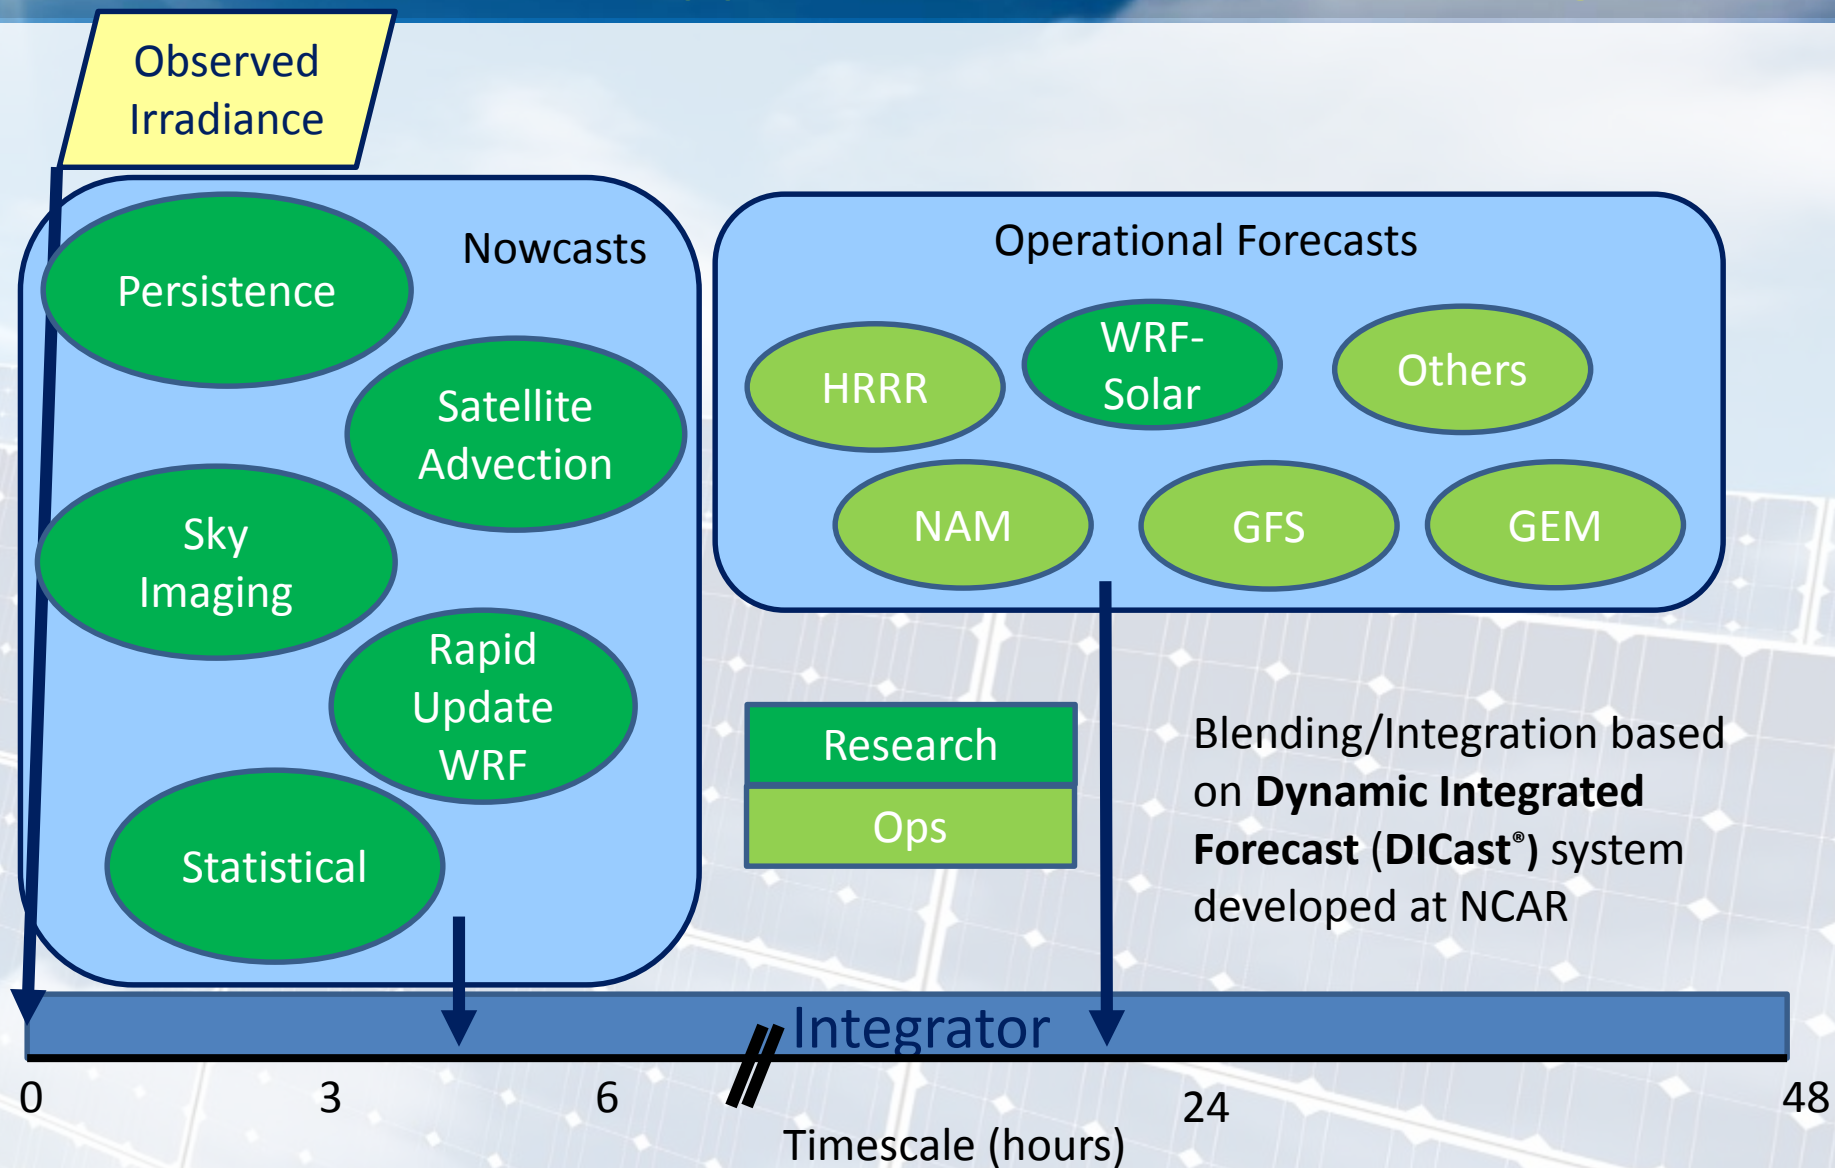 Observed
Irradiance
Nowcasts
Persistence
Satellite
Advection
Sky
Imaging
Rapid
Update
WRF
Statistical
Operational Forecasts
HRRR
WRF-
Solar
Others
NAM
GFS
GEM
Research
Ops
Blending/Integration based
on Dynamic Integrated
Forecast (DICast®) system
developed at NCAR
Integrator
0
3
6
24
48
Timescale (hours)